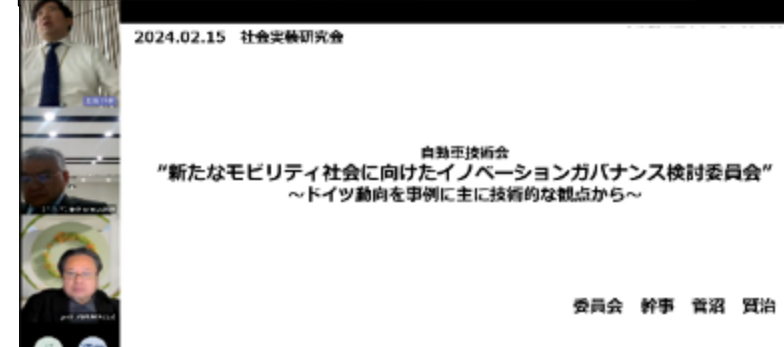 2024.02.15 社会実装研究会
自動車技術会
“新たなモビリティ社会に向けたイノベーションガバナンス検討委員会”
～ドイツ動向を事例に主に技術的な観点から～
委員会 幹事 菅沼 賢治